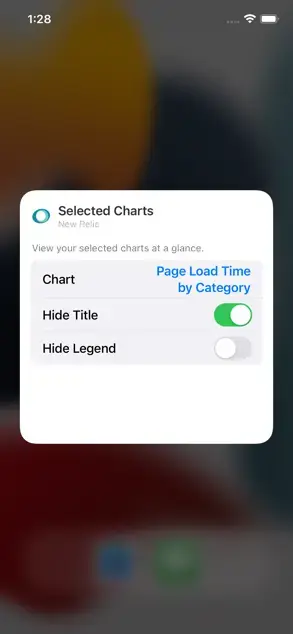 1:28
Selected Charts
New Relic
View your selected charts at a glance.
Chart
Page Load Time
by Category
Hide Title
Hide Legend